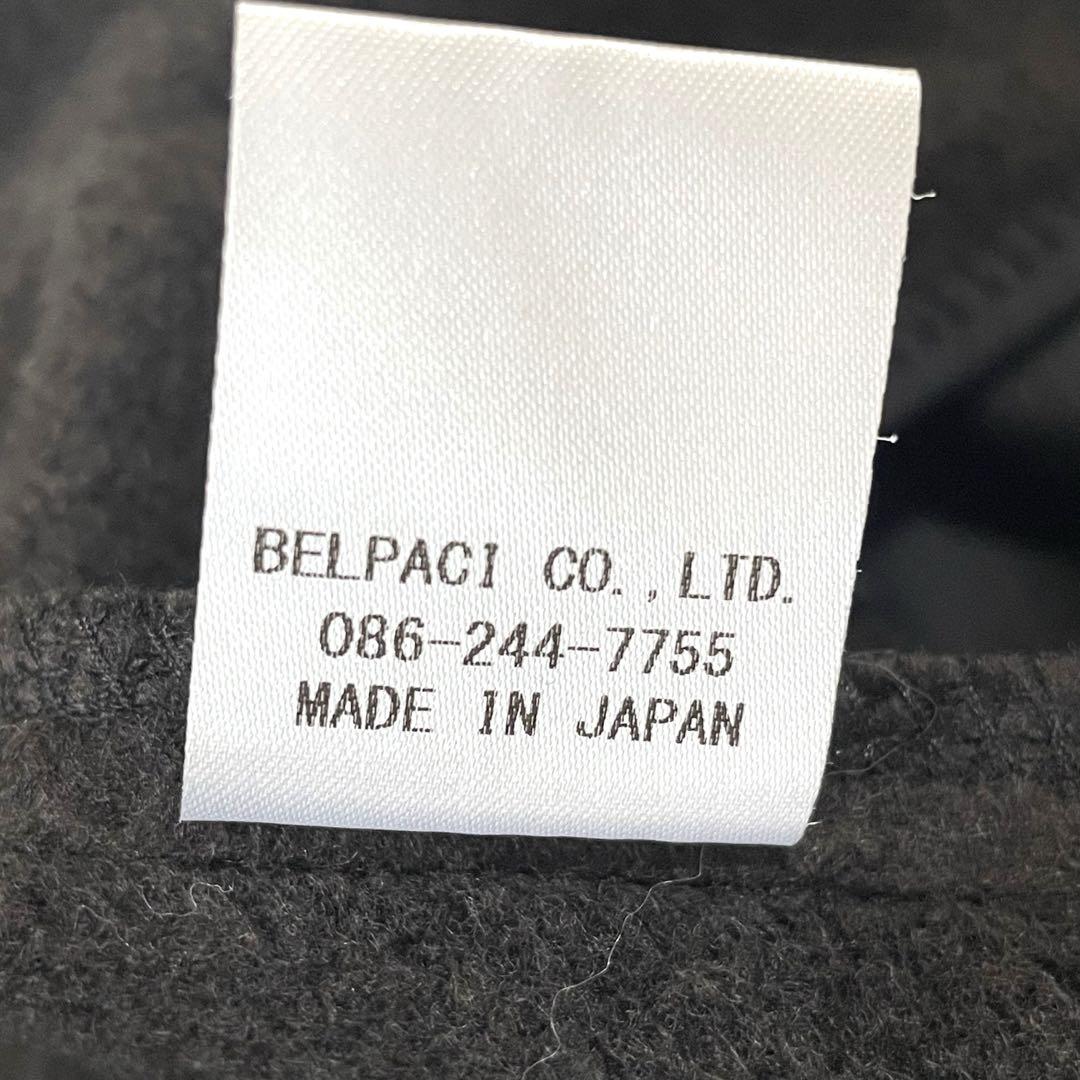 BELPACI CO.,LTD.
086-244-7755
MADE IN JAPAN